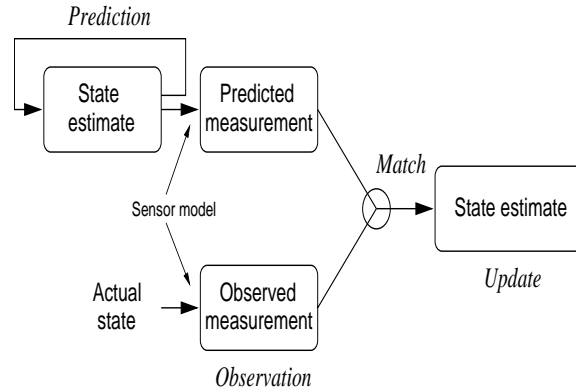 Prediction
State
estimate
Predicted
measurement
Match
Sensor model
State estimate
Update
Actual
state
Observed
measurement
Observation